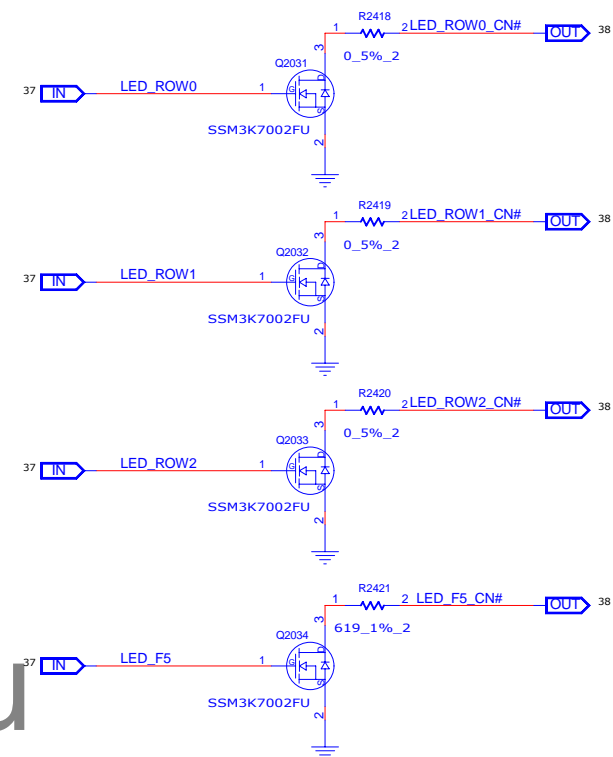 1 R2418 2 LED_ROW0_CN# OUT 38
3 0_5%_2
Q2031
37 IN LED_ROW0 1 G D S
SSM3K7002FU
2
1 R2419 2 LED_ROW1_CN# OUT 38
3 0_5%_2
Q2032
37 IN LED_ROW1 1 G D S
SSM3K7002FU
2
1 R2420 2 LED_ROW2_CN# OUT 38
3 0_5%_2
Q2033
37 IN LED_ROW2 1 G D S
SSM3K7002FU
2
1 R2421 2 LED_F5_CN# OUT 38
3 619_1%_2
Q2034
37 IN LED_F5 1 G D S
SSM3K7002FU
2
u